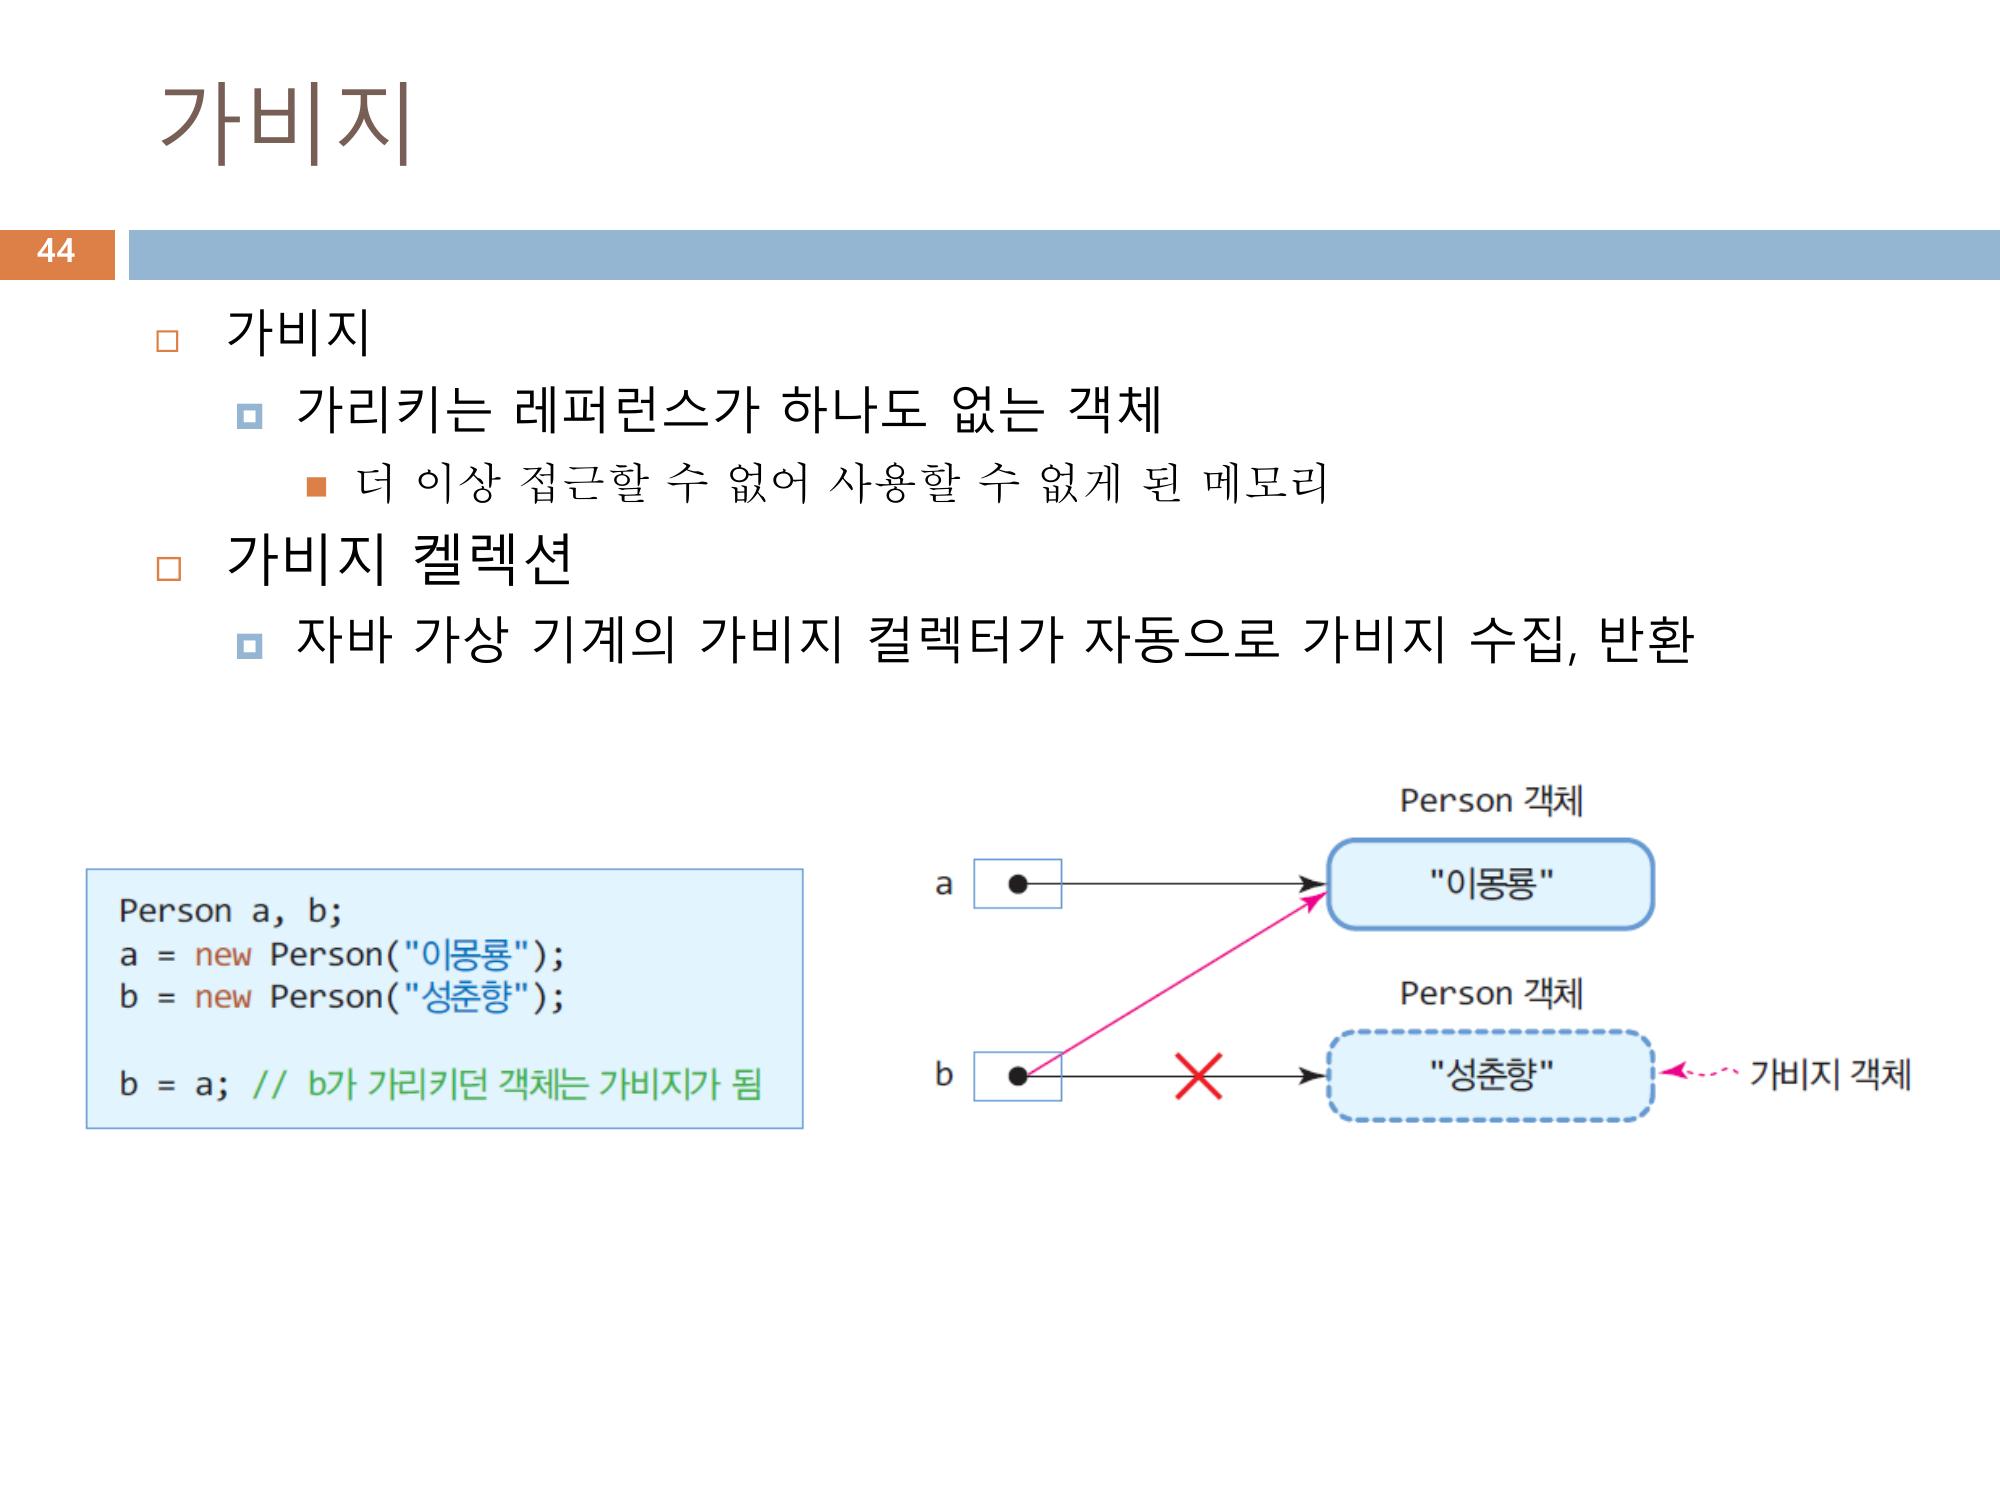 가비지
44
가비지
가리키는 레퍼런스가 하나도 없는 객체
더 이상 접근할 수 없어 사용할 수 없게 된 메모리
가비지 켈렉션
자바 가상 기계의 가비지 컬렉터가 자동으로 가비지 수집, 반환
Person a, b;
a = new Person("이몽룡");
b = new Person("성춘향");
b = a; // b가 가리키던 객체는 가비지가 됨
Person 객체
a
"이몽룡"
Person 객체
b
"성춘향"
가비지 객체